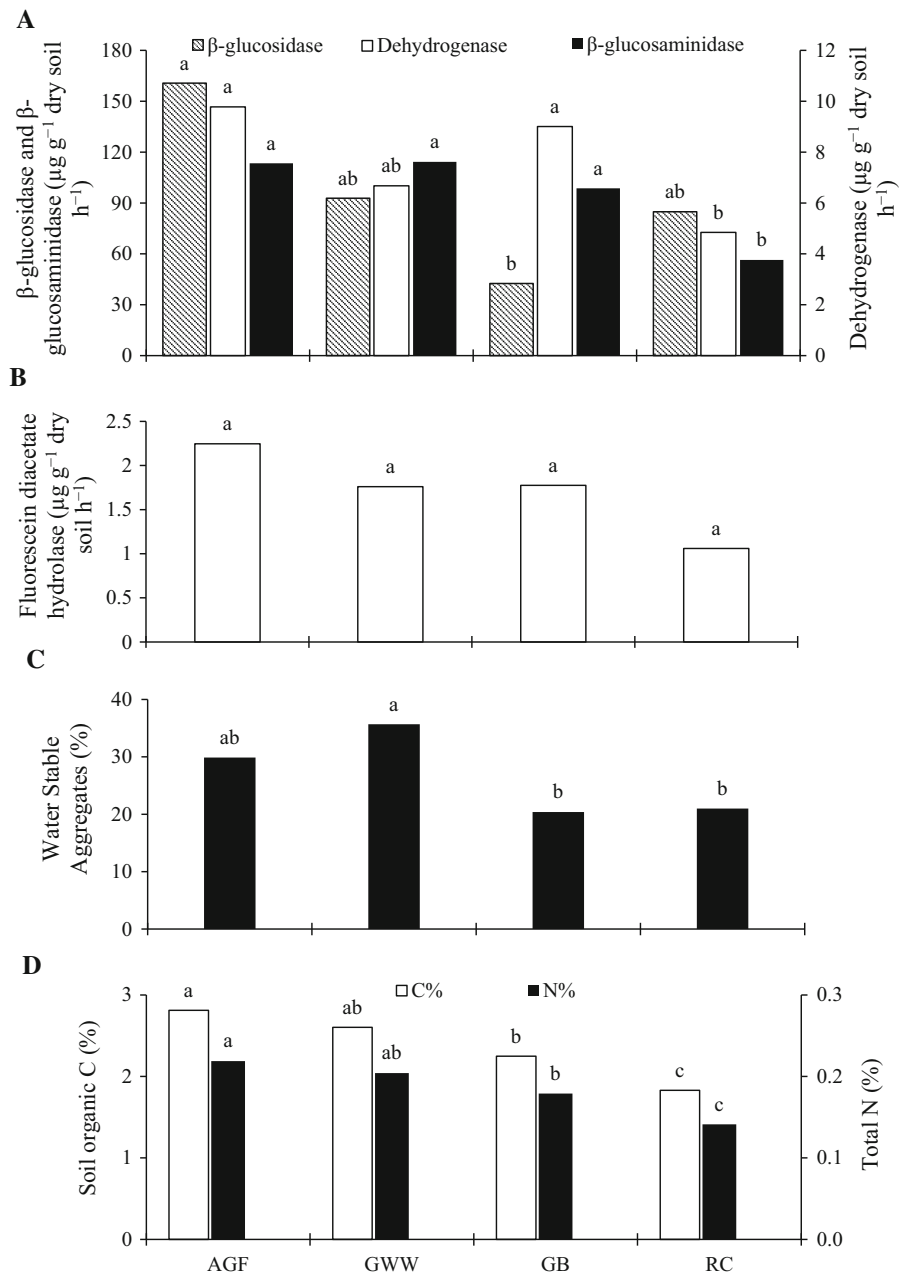 A
β-glucosidase Dehydrogenase β-glucosaminidase
β-glucosidase and β-
glucosaminidase (µg g⁻¹ dry soil
h⁻¹)
180
150
120
90
60
30
0
a a a
ab ab a
b a a
ab b b
12
10
8
6
4
2
0
Dehydrogenase (µg g⁻¹ dry soil
h⁻¹)
B
Fluorescein diacetate
hydrolase (µg g⁻¹ dry
soil h⁻¹)
2.5
2
1.5
1
0.5
0
a a a a
C
Water Stable
Aggregates (%)
40
30
20
10
0
ab a b b
D
C% N%
Soil organic C (%)
3
2
1
0
a a
ab ab
b b
c c
0.3
0.2
0.1
0.0
Total N (%)
AGF GWW GB RC